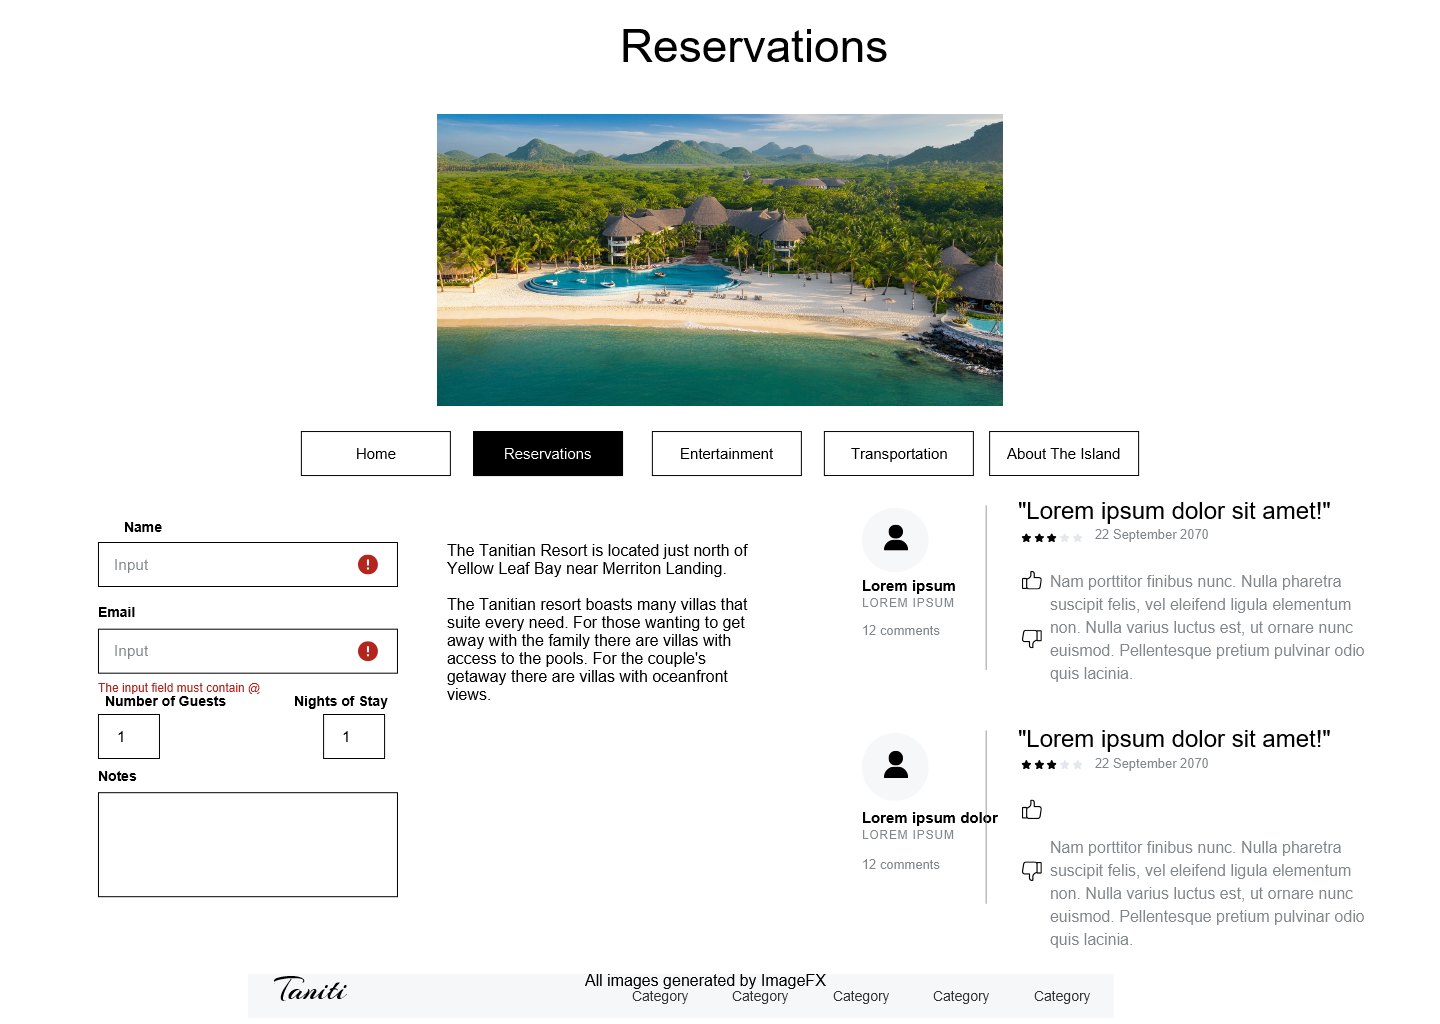 Reservations
Home
Reservations
Entertainment
Transportation
About The Island
Name
Input
Email
Input
The input field must contain @
Number of Guests
Nights of Stay
1
1
Notes
The Tanitian Resort is located just north of
Yellow Leaf Bay near Merriton Landing.
The Tanitian resort boasts many villas that
suite every need. For those wanting to get
away with the family there are villas with
access to the pools. For the couple's
getaway there are villas with oceanfront
views.
Lorem ipsum
LOREM IPSUM
12 comments
"Lorem ipsum dolor sit amet!"
22 September 2070
Nam porttitor finibus nunc. Nulla pharetra
suscipit felis, vel eleifend ligula elementum
non. Nulla varius luctus est, ut ornare nunc
euismod. Pellentesque pretium pulvinar odio
quis lacinia.
Lorem ipsum dolor
LOREM IPSUM
12 comments
"Lorem ipsum dolor sit amet!"
22 September 2070
Nam porttitor finibus nunc. Nulla pharetra
suscipit felis, vel eleifend ligula elementum
non. Nulla varius luctus est, ut ornare nunc
euismod. Pellentesque pretium pulvinar odio
quis lacinia.
Taniti
All images generated by ImageFX
Category
Category
Category
Category
Category